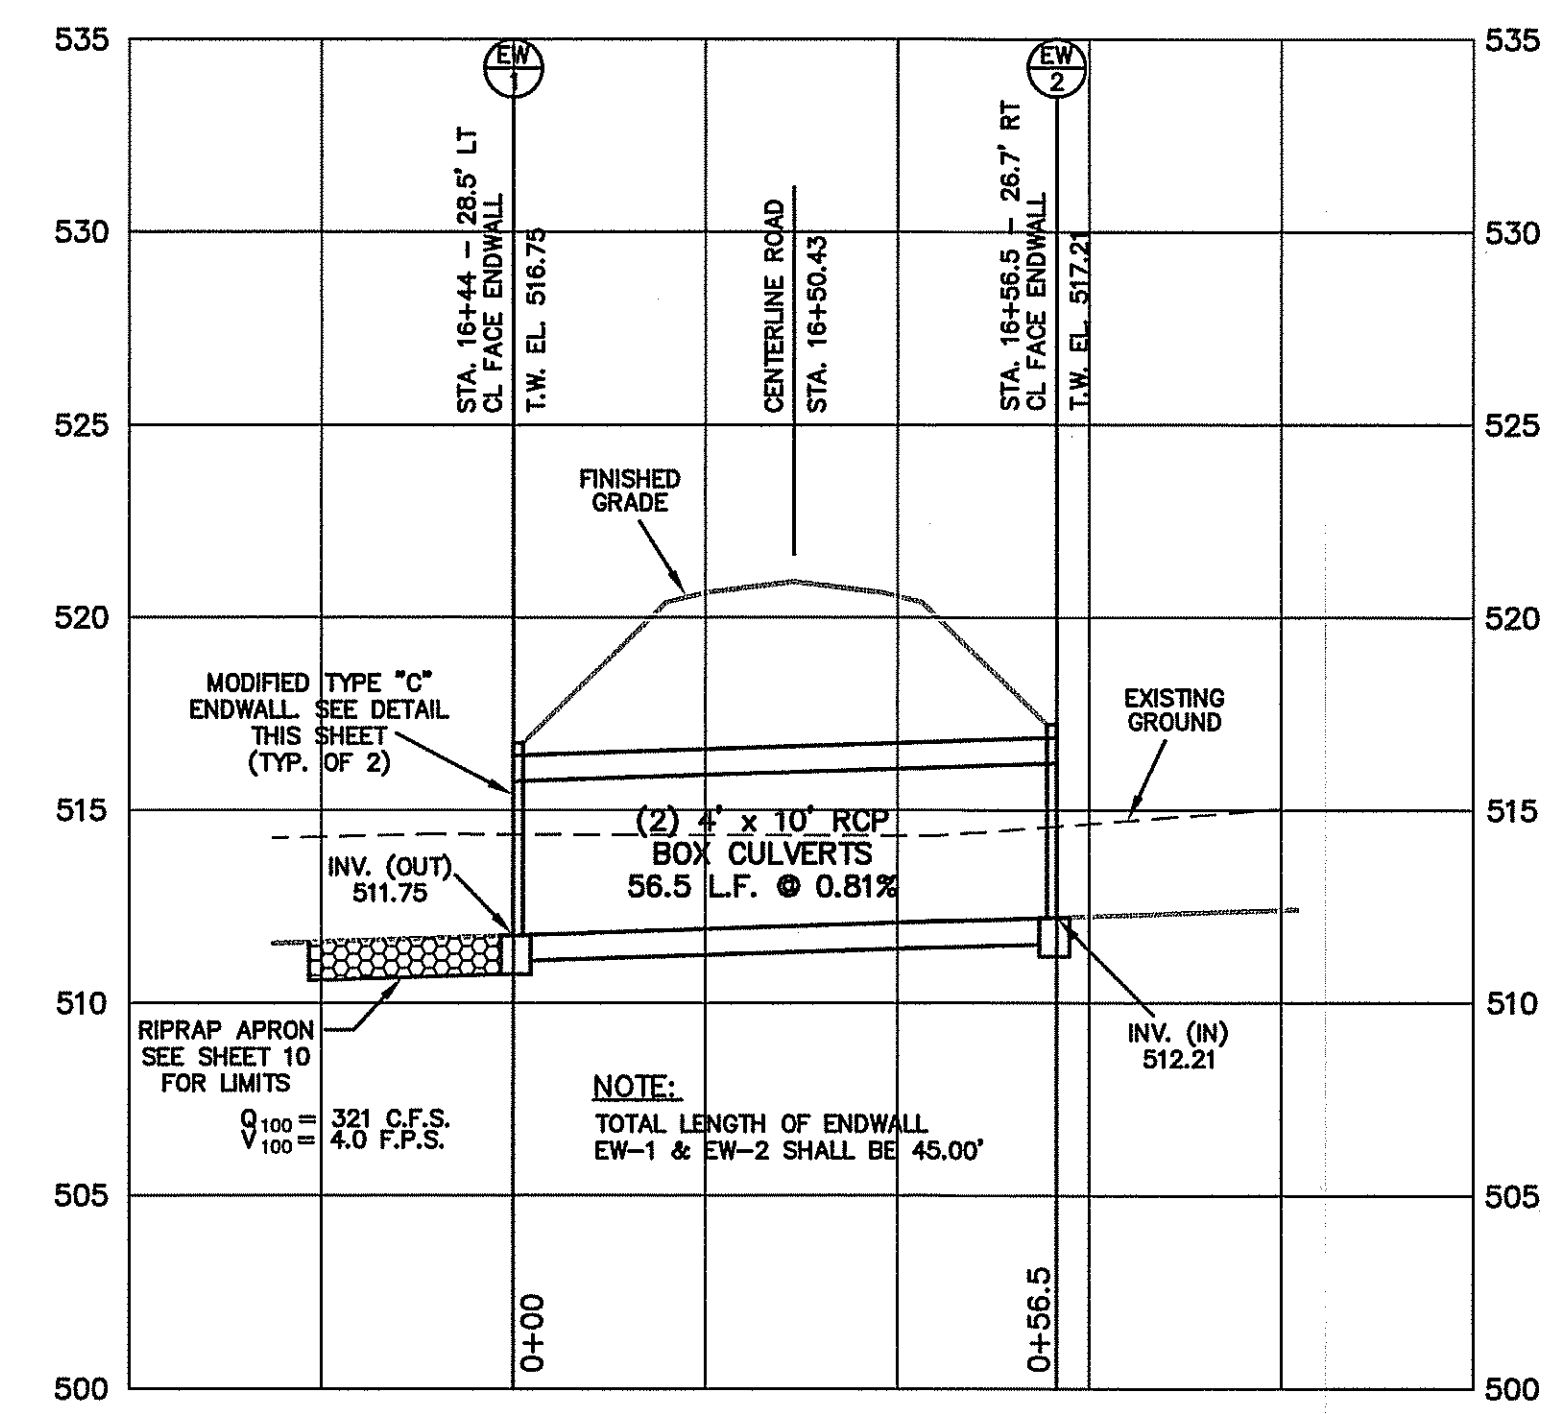 535
535
EW
1
EW
2
STA. 16+44 - 28.5' LT
CL FACE ENDWALL
T.W. EL. 516.75
CENTERLINE ROAD
STA. 16+50.43
STA. 16+56.5 - 26.7' RT
CL FACE ENDWALL
T.W. EL. 517.21
530
530
525
525
FINISHED
GRADE
520
520
MODIFIED TYPE "C"
ENDWALL. SEE DETAIL
THIS SHEET
(TYP. OF 2)
EXISTING
GROUND
515
515
(2) 4' x 10' RCP
BOX CULVERTS
56.5 L.F. @ 0.81%
INV. (OUT)
511.75
510
510
RIPRAP APRON
SEE SHEET 10
FOR LIMITS
INV. (IN)
512.21
Q100 = 321 C.F.S.
V100 = 4.0 F.P.S.
NOTE:
TOTAL LENGTH OF ENDWALL
EW-1 & EW-2 SHALL BE 45.00'
505
505
0+00
0+56.5
500
500